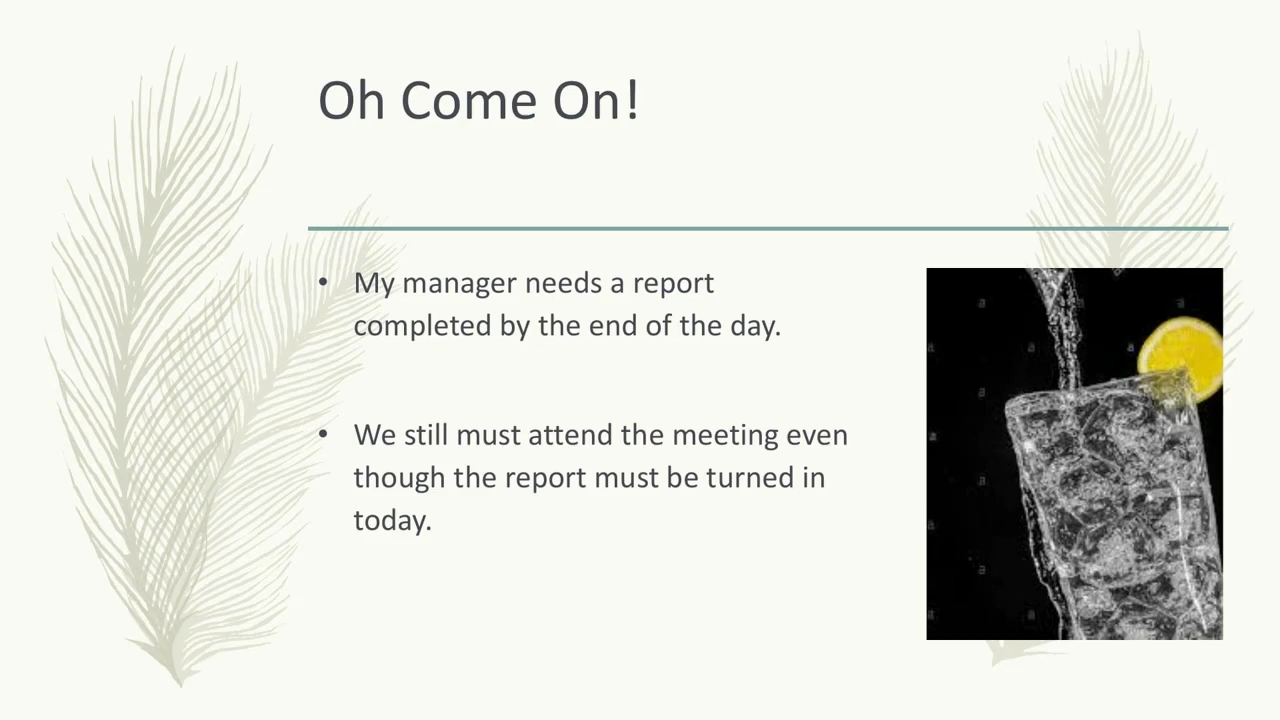 Oh Come On!
• My manager needs a report
completed by the end of the day.
• We still must attend the meeting even
though the report must be turned in
today.
a
a a a
a
a a
a
a
a
a